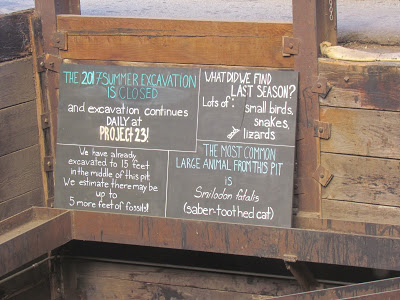 THE 2017 SUMMER EXCAVATION
IS CLOSED
and excavation continues
DAILY at
PROJECT 23!
WHAT DID WE FIND
LAST SEASON?
Lots of: small birds,
snakes,
lizards
We have already
excavated to 15 feet
in the middle of this pit.
We estimate there may be
up to
5 more feet of fossils!
THE MOST COMMON
LARGE ANIMAL FROM THIS PIT
is
Smilodon fatalis
(saber-toothed cat)